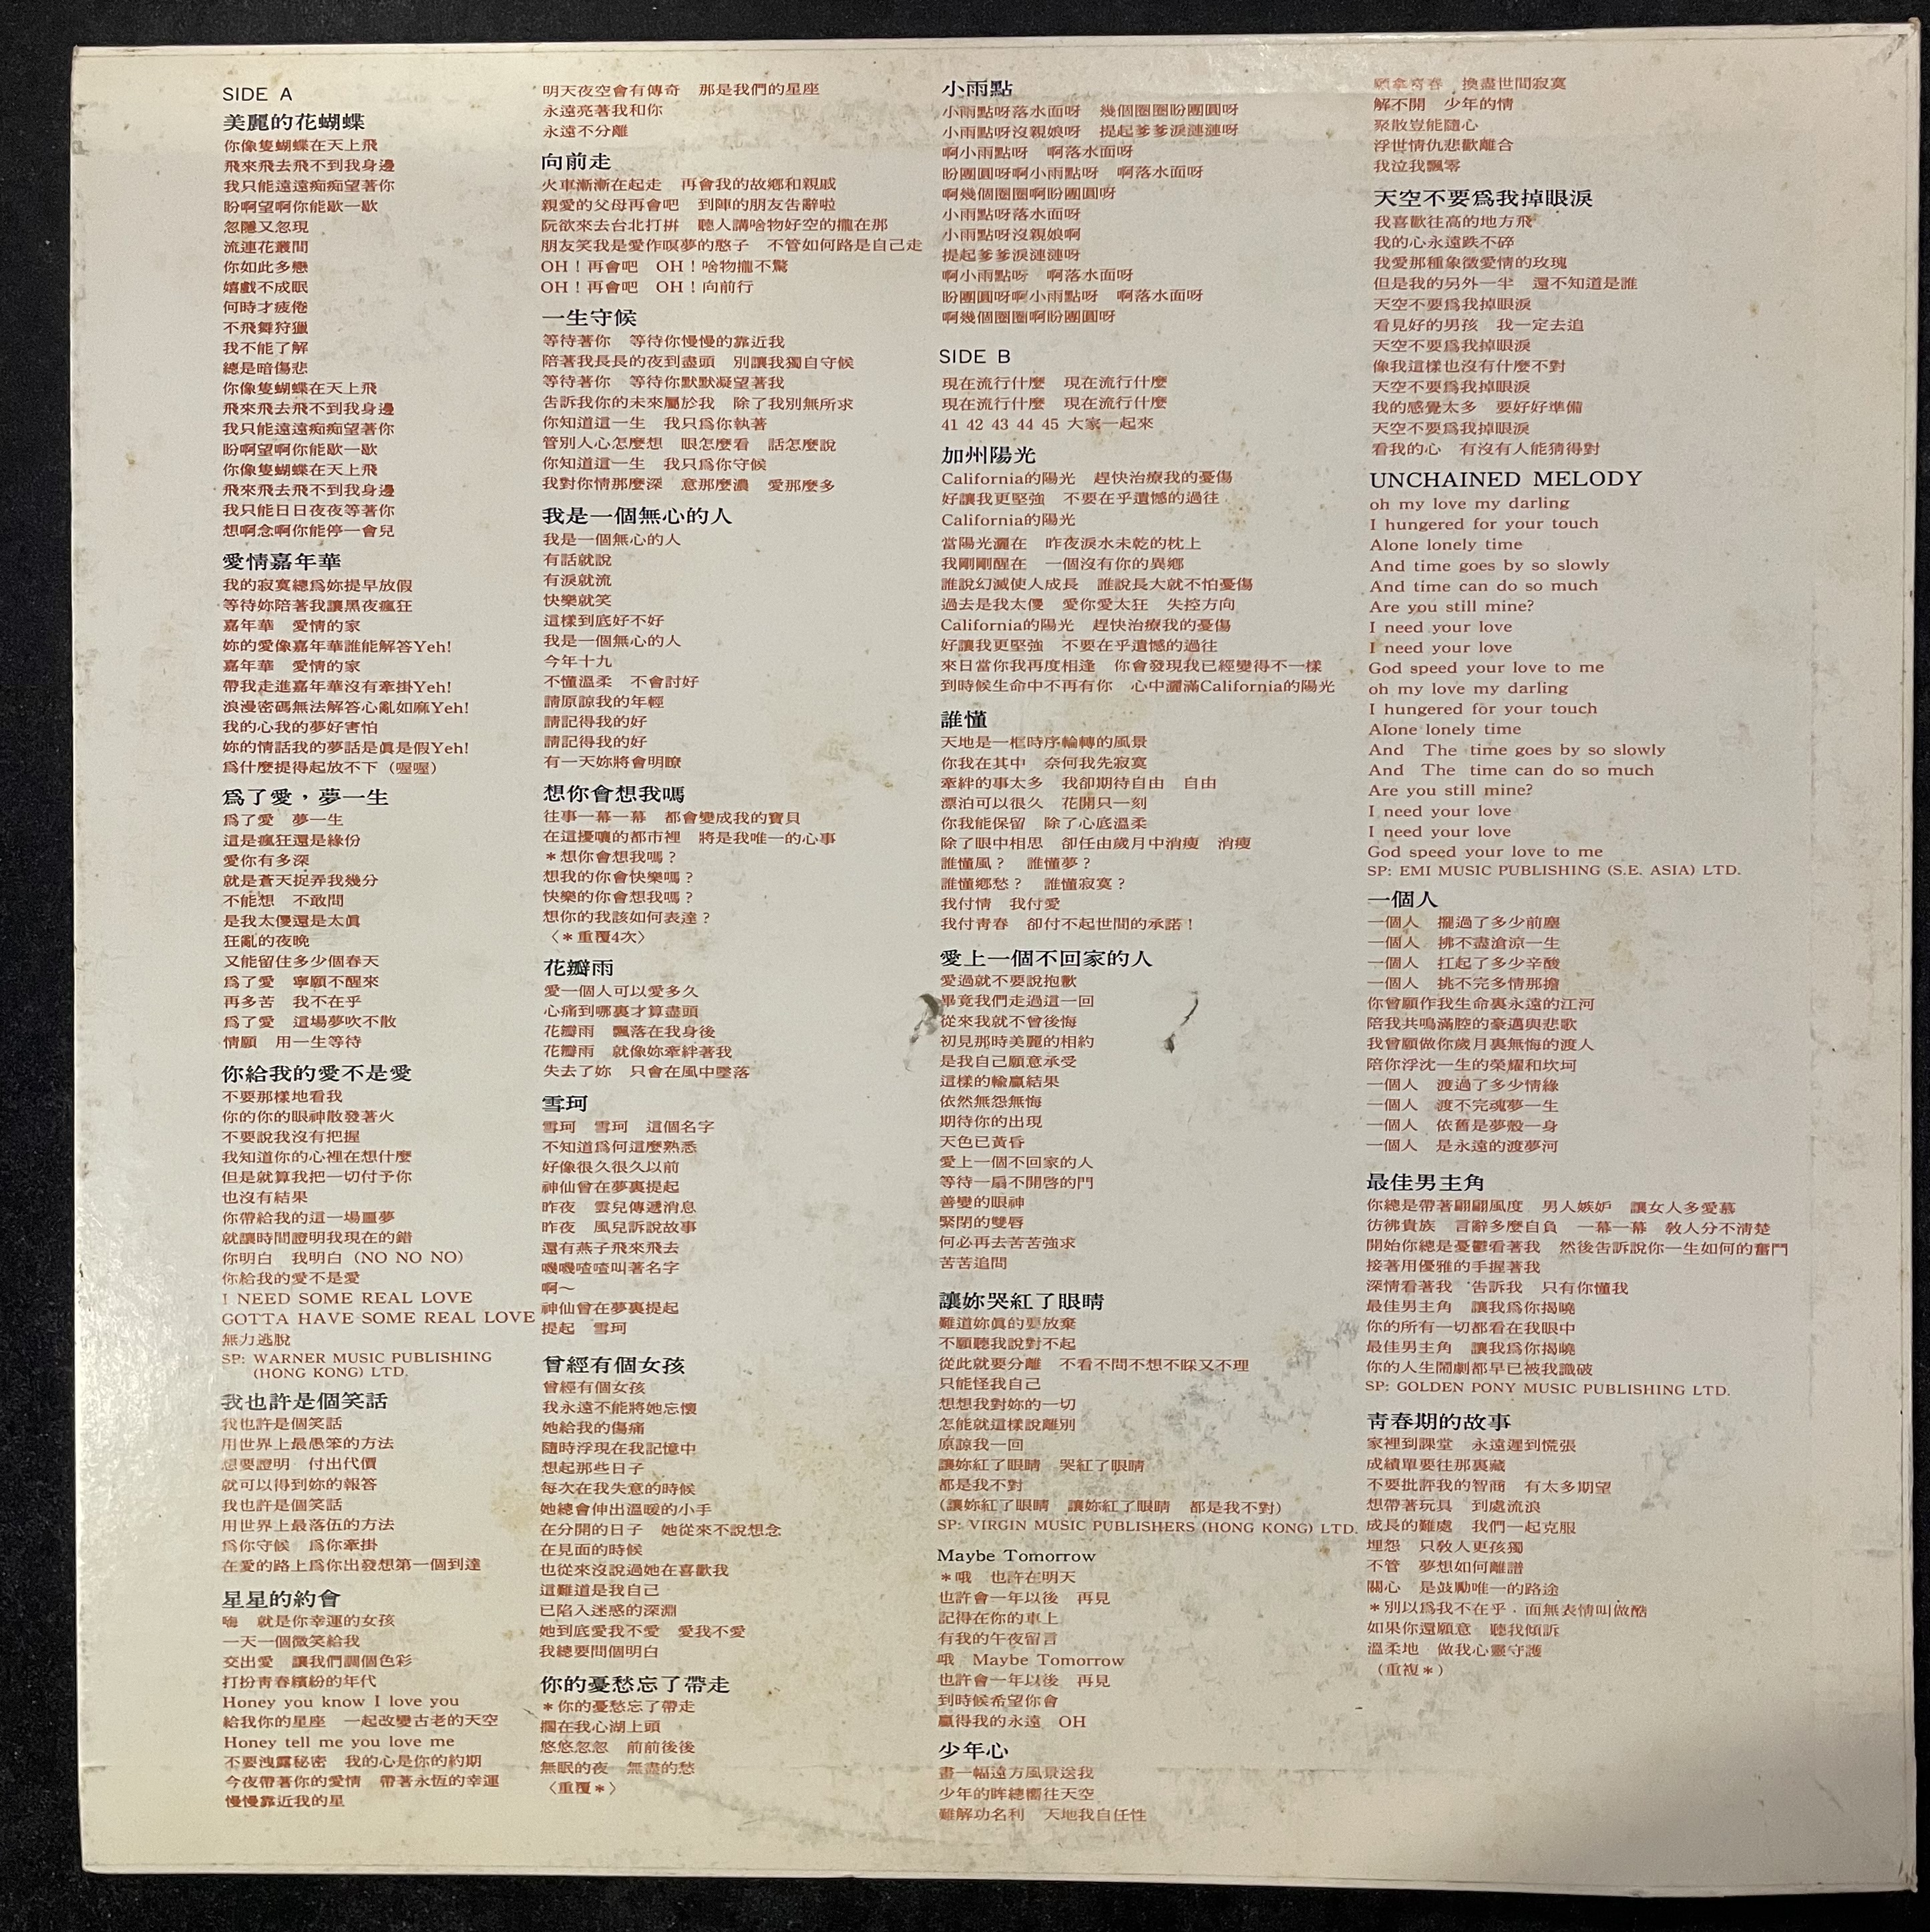 SIDE A
美麗的花蝴蝶
你像隻蝴蝶在天上飛
飛來飛去飛不到我身邊
我只能遠遠痴痴望著你
盼啊望啊你能歇一歇
忽隱又忽現
流連花叢間
你如此多戀
嬉戲不成眠
何時才疲倦
不飛舞狩獵
我不能了解
總是暗傷悲
你像隻蝴蝶在天上飛
飛來飛去飛不到我身邊
我只能遠遠痴痴望著你
盼啊望啊你能歇一歇
你像隻蝴蝶在天上飛
飛來飛去飛不到我身邊
我只能日日夜夜等著你
想啊念啊你能停一會兒
愛情嘉年華
我的寂寞總爲妳提早放假
等待妳陪著我讓黑夜瘋狂
嘉年華　愛情的家
妳的愛像嘉年華誰能解答Yeh!
嘉年華　愛情的家
帶我走進嘉年華沒有牽掛Yeh!
浪漫密碼無法解答心亂如麻Yeh!
我的心我的夢好害怕
妳的情話我的夢話是眞是假Yeh!
爲什麼提得起放不下（喔喔）
爲了愛，夢一生
爲了愛　夢一生
這是瘋狂還是緣份
愛你有多深
就是蒼天捉弄我幾分
不能想　不敢問
是我太傻還是太眞
狂亂的夜晚
又能留住多少個春天
爲了愛　寧願不醒來
再多苦　我不在乎
爲了愛　這場夢吹不散
情願　用一生等待
你給我的愛不是愛
不要那樣地看我
你的你的眼神散發著火
不要說我沒有把握
我知道你的心裡在想什麼
但是就算我把一切付予你
也沒有結果
你帶給我的這一場噩夢
就讓時間證明我現在的錯
你明白　我明白（NO NO NO）
你給我的愛不是愛
I NEED SOME REAL LOVE
GOTTA HAVE SOME REAL LOVE
無力逃脫
SP: WARNER MUSIC PUBLISHING
(HONG KONG) LTD.
我也許是個笑話
我也許是個笑話
用世界上最愚笨的方法
想要證明　付出代價
就可以得到妳的報答
我也許是個笑話
用世界上最落伍的方法
爲你守候　爲你牽掛
在愛的路上爲你出發想第一個到達
星星的約會
嗨　就是你幸運的女孩
一天一個微笑給我
交出愛　讓我們調個色彩
打扮靑春繽紛的年代
Honey you know I love you
給我你的星座　一起改變古老的天空
Honey tell me you love me
不要洩露秘密　我的心是你的約期
今夜帶著你的愛情　帶著永恆的幸運
慢慢靠近我的星
明天夜空會有傳奇　那是我們的星座
永遠亮著我和你
永遠不分離
向前走
火車漸漸在起走　再會我的故鄉和親戚
親愛的父母再會吧　到陣的朋友告辭啦
阮欲來去台北打拚　聽人講啥物好空的攏在那
朋友笑我是愛作暝夢的憨子　不管如何路是自己走
OH！再會吧　OH！啥物攏不驚
OH！再會吧　OH！向前行
一生守候
等待著你　等待你慢慢的靠近我
陪著我長長的夜到盡頭　別讓我獨自守候
等待著你　等待你默默凝望著我
告訴我你的未來屬於我　除了我別無所求
你知道這一生　我只爲你執著
管別人心怎麼想　眼怎麼看　話怎麼說
你知道這一生　我只爲你守候
我對你情那麼深　意那麼濃　愛那麼多
我是一個無心的人
我是一個無心的人
有話就說
有淚就流
快樂就笑
這樣到底好不好
我是一個無心的人
今年十九
不懂溫柔　不會討好
請原諒我的年輕
請記得我的好
請記得我的好
有一天妳將會明瞭
想你會想我嗎
往事一幕一幕　都會變成我的寶貝
在這擾嚷的都市裡　將是我唯一的心事
＊想你會想我嗎？
想我的你會快樂嗎？
快樂的你會想我嗎？
想你的我該如何表達？
〈＊重覆4次〉
花瓣雨
愛一個人可以愛多久
心痛到哪裏才算盡頭
花瓣雨　飄落在我身後
花瓣雨　就像妳牽絆著我
失去了妳　只會在風中墜落
雪珂
雪珂　雪珂　這個名字
不知道爲何這麼熟悉
好像很久很久以前
神仙曾在夢裏提起
昨夜　雲兒傳遞消息
昨夜　風兒訴說故事
還有燕子飛來飛去
嘰嘰喳喳叫著名字
啊～
神仙曾在夢裏提起
提起　雪珂
曾經有個女孩
曾經有個女孩
我永遠不能將她忘懷
她給我的傷痛
隨時浮現在我記憶中
想起那些日子
每次在我失意的時候
她總會伸出溫暖的小手
在分開的日子　她從來不說想念
在見面的時候
也從來沒說過她在喜歡我
這難道是我自己
已陷入迷惑的深淵
她到底愛我不愛　愛我不愛
我總要問個明白
你的憂愁忘了帶走
＊你的憂愁忘了帶走
擱在我心湖上頭
悠悠忽忽　前前後後
無眠的夜　無盡的愁
〈重覆＊〉
小雨點
小雨點呀落水面呀　幾個圈圈盼團圓呀
小雨點呀沒親娘呀　提起爹爹淚漣漣呀
啊小雨點呀　啊落水面呀
盼團圓呀啊小雨點呀　啊落水面呀
啊幾個圈圈啊盼團圓呀
小雨點呀落水面呀
小雨點呀沒親娘啊
提起爹爹淚漣漣呀
啊小雨點呀　啊落水面呀
盼團圓呀啊小雨點呀　啊落水面呀
啊幾個圈圈啊盼團圓呀
SIDE B
現在流行什麼　現在流行什麼
現在流行什麼　現在流行什麼
41 42 43 44 45 大家一起來
加州陽光
California的陽光　趕快治療我的憂傷
好讓我更堅強　不要在乎遺憾的過往
California的陽光
當陽光灑在　昨夜淚水未乾的枕上
我剛剛醒在　一個沒有你的異鄉
誰說幻滅使人成長　誰說長大就不怕憂傷
過去是我太傻　愛你愛太狂　失控方向
California的陽光　趕快治療我的憂傷
好讓我更堅強　不要在乎遺憾的過往
來日當你我再度相逢　你會發現我已經變得不一樣
到時候生命中不再有你　心中灑滿California的陽光
誰懂
天地是一框時序輪轉的風景
你我在其中　奈何我先寂寞
牽絆的事太多　我卻期待自由　自由
漂泊可以很久　花開只一刻
你我能保留　除了心底溫柔
除了眼中相思　卻任由歲月中消瘦　消瘦
誰懂風？　誰懂夢？
誰懂鄉愁？　誰懂寂寞？
我付情　我付愛
我付靑春　卻付不起世間的承諾！
愛上一個不回家的人
愛過就不要說抱歉
畢竟我們走過這一回
從來我就不曾後悔
初見那時美麗的相約
是我自己願意承受
這樣的輸贏結果
依然無怨無悔
期待你的出現
天色已黃昏
愛上一個不回家的人
等待一扇不開啓的門
善變的眼神
緊閉的雙唇
何必再去苦苦強求
苦苦追問
讓妳哭紅了眼睛
難道妳眞的要放棄
不願聽我說對不起
從此就要分離　不看不問不想不睬又不理
只能怪我自己
想想我對妳的一切
怎能就這樣說離別
原諒我一回
讓妳紅了眼睛　哭紅了眼睛
都是我不對
(讓妳紅了眼睛　讓妳紅了眼睛　都是我不對)
SP: VIRGIN MUSIC PUBLISHERS (HONG KONG) LTD.
Maybe Tomorrow
＊哦　也許在明天
也許會一年以後　再見
記得在你的車上
有我的午夜留言
哦　Maybe Tomorrow
也許會一年以後　再見
到時候希望你會
贏得我的永遠　OH
少年心
畫一幅遠方風景送我
少年的眸總嚮往天空
難解功名利　天地我自任性
願拿靑春　換盡世間寂寞
解不開　少年的情
聚散豈能隨心
浮世情仇悲歡離合
我泣我飄零
天空不要爲我掉眼淚
我喜歡往高的地方飛
我的心永遠跌不碎
我愛那種象徵愛情的玫瑰
但是我的另外一半　還不知道是誰
天空不要爲我掉眼淚
看見好的男孩　我一定去追
天空不要爲我掉眼淚
像我這樣也沒有什麼不對
天空不要爲我掉眼淚
我的感覺太多　要好好準備
天空不要爲我掉眼淚
看我的心　有沒有人能猜得對
UNCHAINED MELODY
oh my love my darling
I hungered for your touch
Alone lonely time
And time goes by so slowly
And time can do so much
Are you still mine?
I need your love
I need your love
God speed your love to me
oh my love my darling
I hungered for your touch
Alone lonely time
And The time goes by so slowly
And The time can do so much
Are you still mine?
I need your love
I need your love
God speed your love to me
SP: EMI MUSIC PUBLISHING (S.E. ASIA) LTD.
一個人
一個人　擺過了多少前塵
一個人　拂不盡滄涼一生
一個人　扛起了多少辛酸
一個人　挑不完多情那擔
你曾願作我生命裏永遠的江河
陪我共鳴滿腔的豪邁與悲歌
我曾願做你歲月裏無悔的渡人
陪你浮沈一生的榮耀和坎坷
一個人　渡過了多少情緣
一個人　渡不完魂夢一生
一個人　依舊是夢殼一身
一個人　是永遠的渡夢河
最佳男主角
你總是帶著翩翩風度　男人嫉妒　讓女人多愛慕
彷彿貴族　言辭多麼自負　一幕一幕　敎人分不清楚
開始你總是憂鬱看著我　然後告訴說你一生如何的奮鬥
接著用優雅的手握著我
深情看著我　告訴我　只有你懂我
最佳男主角　讓我爲你揭曉
你的所有一切都看在我眼中
最佳男主角　讓我爲你揭曉
你的人生鬧劇都早已被我識破
SP: GOLDEN PONY MUSIC PUBLISHING LTD.
靑春期的故事
家裡到課堂　永遠遲到慌張
成績單要往那裏藏
不要批評我的智商　有太多期望
想帶著玩具　到處流浪
成長的難處　我們一起克服
埋怨　只敎人更孩獨
不管　夢想如何離譜
關心　是鼓勵唯一的路途
＊別以爲我不在乎．面無表情叫做酷
如果你還願意　聽我傾訴
溫柔地　做我心靈守護
（重複＊）